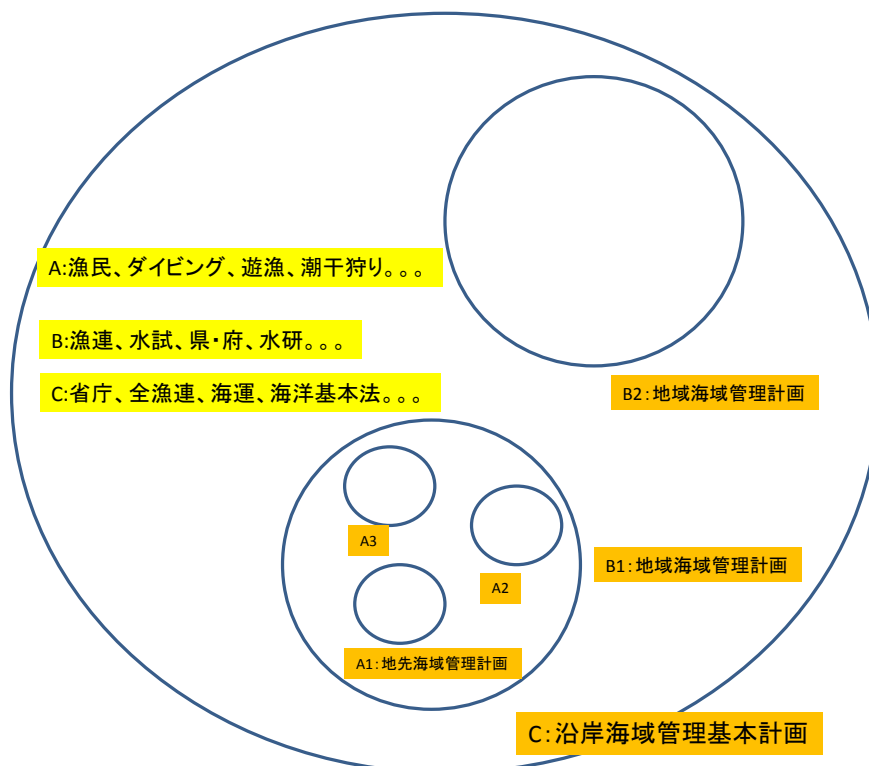 A:漁民、ダイビング、遊漁、潮干狩り。。。
B:漁連、水試、県・府、水研。。。
C:省庁、全漁連、海運、海洋基本法。。。
B2:地域海域管理計画
A3
A2
B1:地域海域管理計画
A1:地先海域管理計画
C:沿岸海域管理基本計画